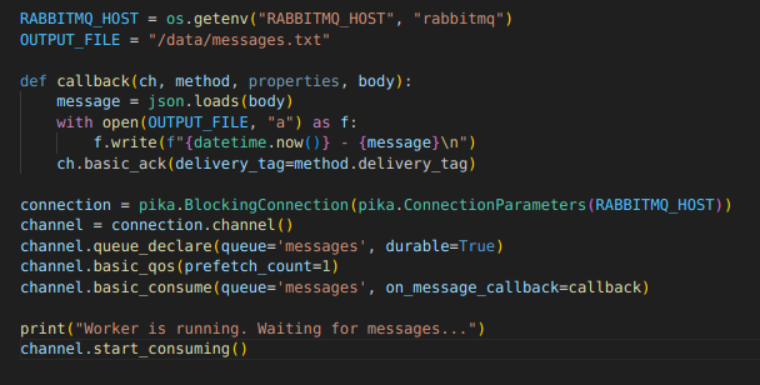 RABBITMQ_HOST = os.getenv("RABBITMQ_HOST", "rabbitmq")
OUTPUT_FILE = "/data/messages.txt"

def callback(ch, method, properties, body):
    message = json.loads(body)
    with open(OUTPUT_FILE, "a") as f:
        f.write(f"{datetime.now()} - {message}\n")
    ch.basic_ack(delivery_tag=method.delivery_tag)

connection = pika.BlockingConnection(pika.ConnectionParameters(RABBITMQ_HOST))
channel = connection.channel()
channel.queue_declare(queue='messages', durable=True)
channel.basic_qos(prefetch_count=1)
channel.basic_consume(queue='messages', on_message_callback=callback)

print("Worker is running. Waiting for messages...")
channel.start_consuming()